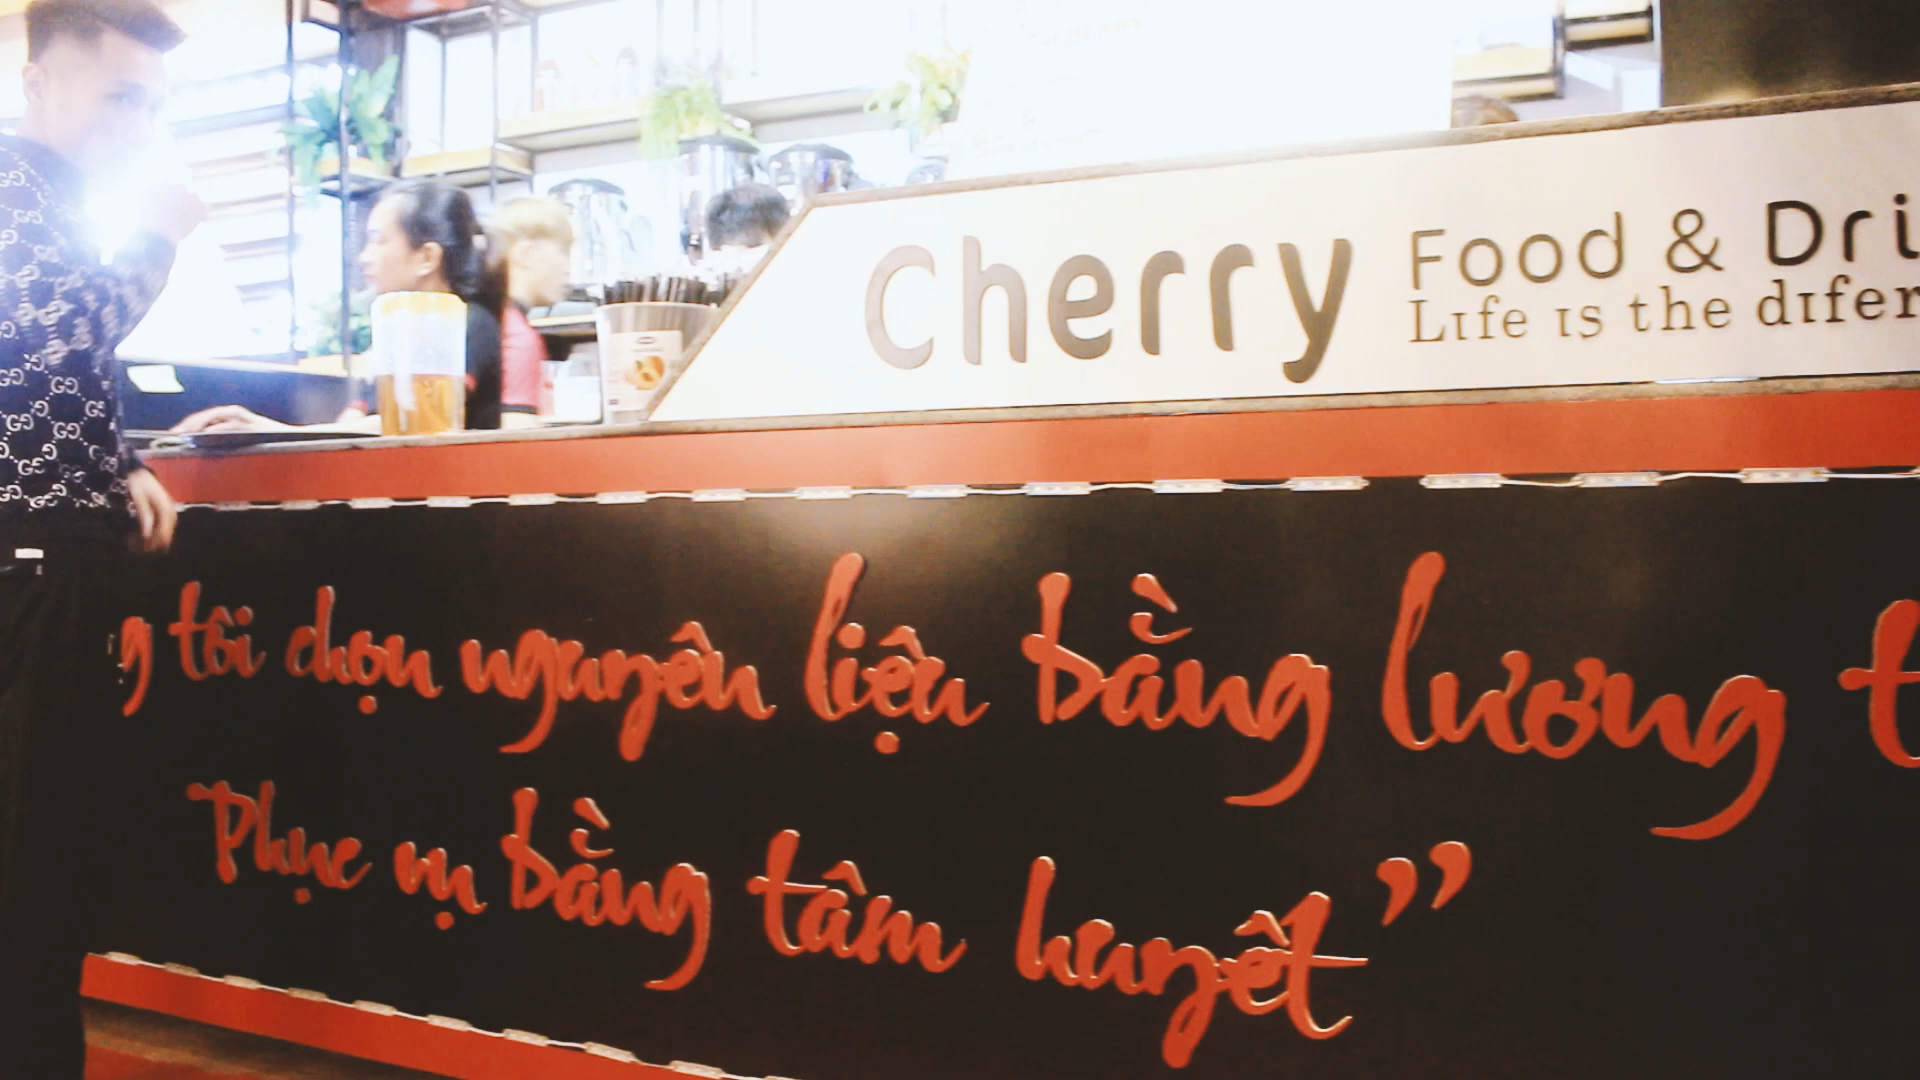 Cherry Food & Dri
Life is the difer
g tôi chọn nguyên liệu bằng lương t
Phục vụ bằng tâm huyết”